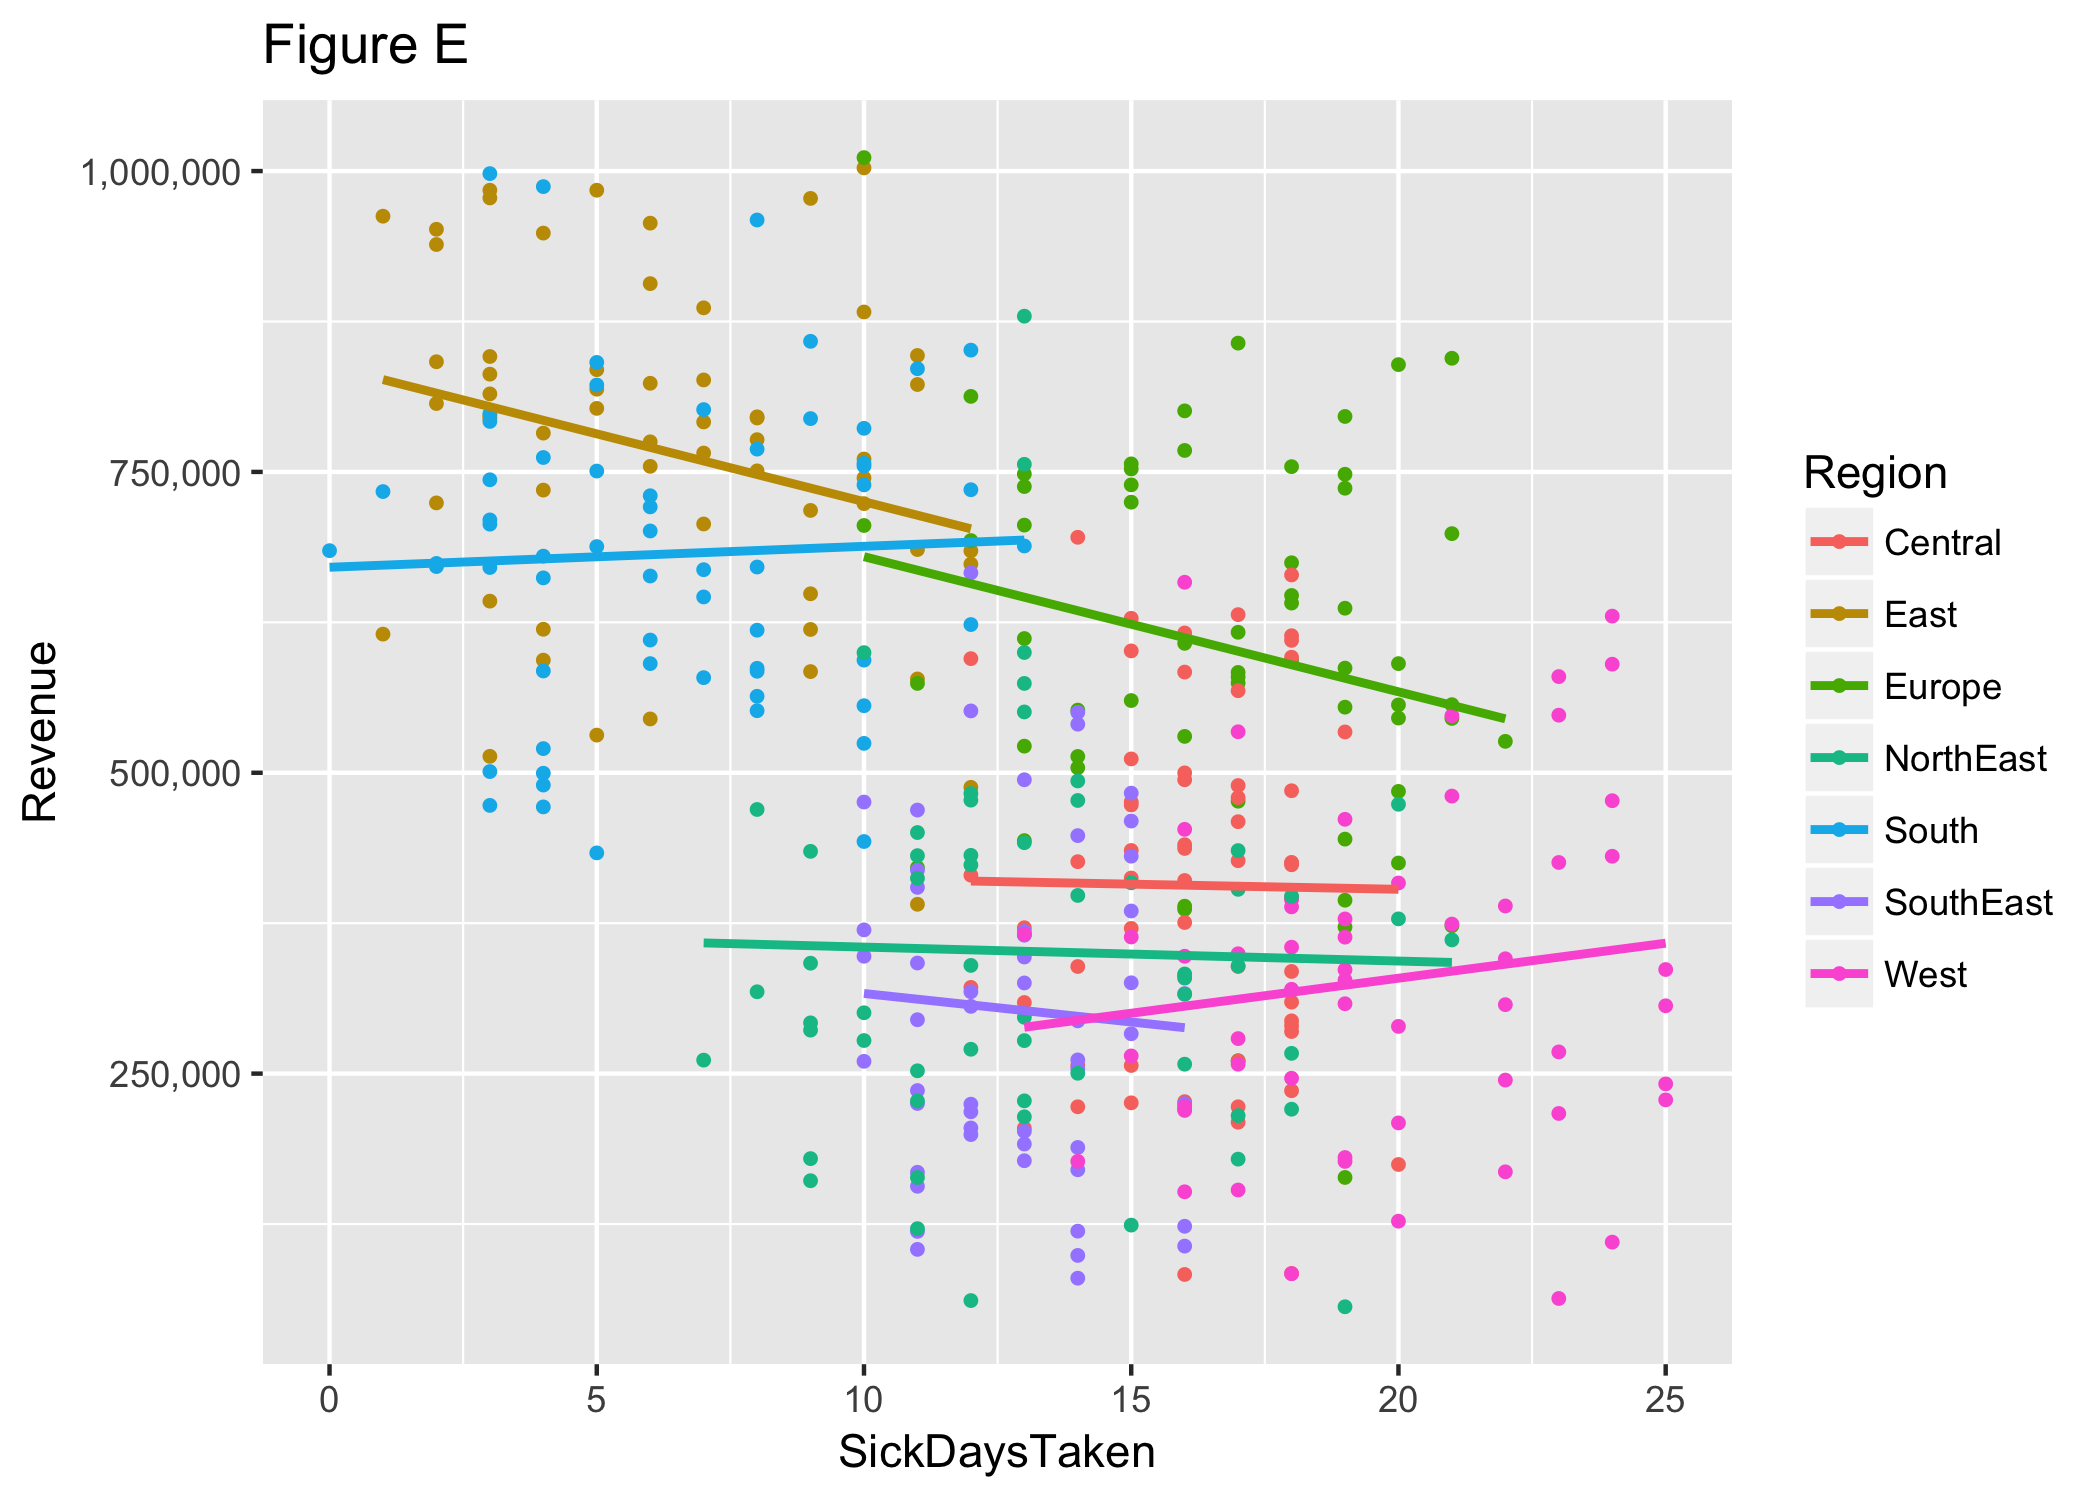 Figure E
1,000,000
750,000
500,000
250,000
Revenue
0 5 10 15 20 25
SickDaysTaken
Region
Central
East
Europe
NorthEast
South
SouthEast
West